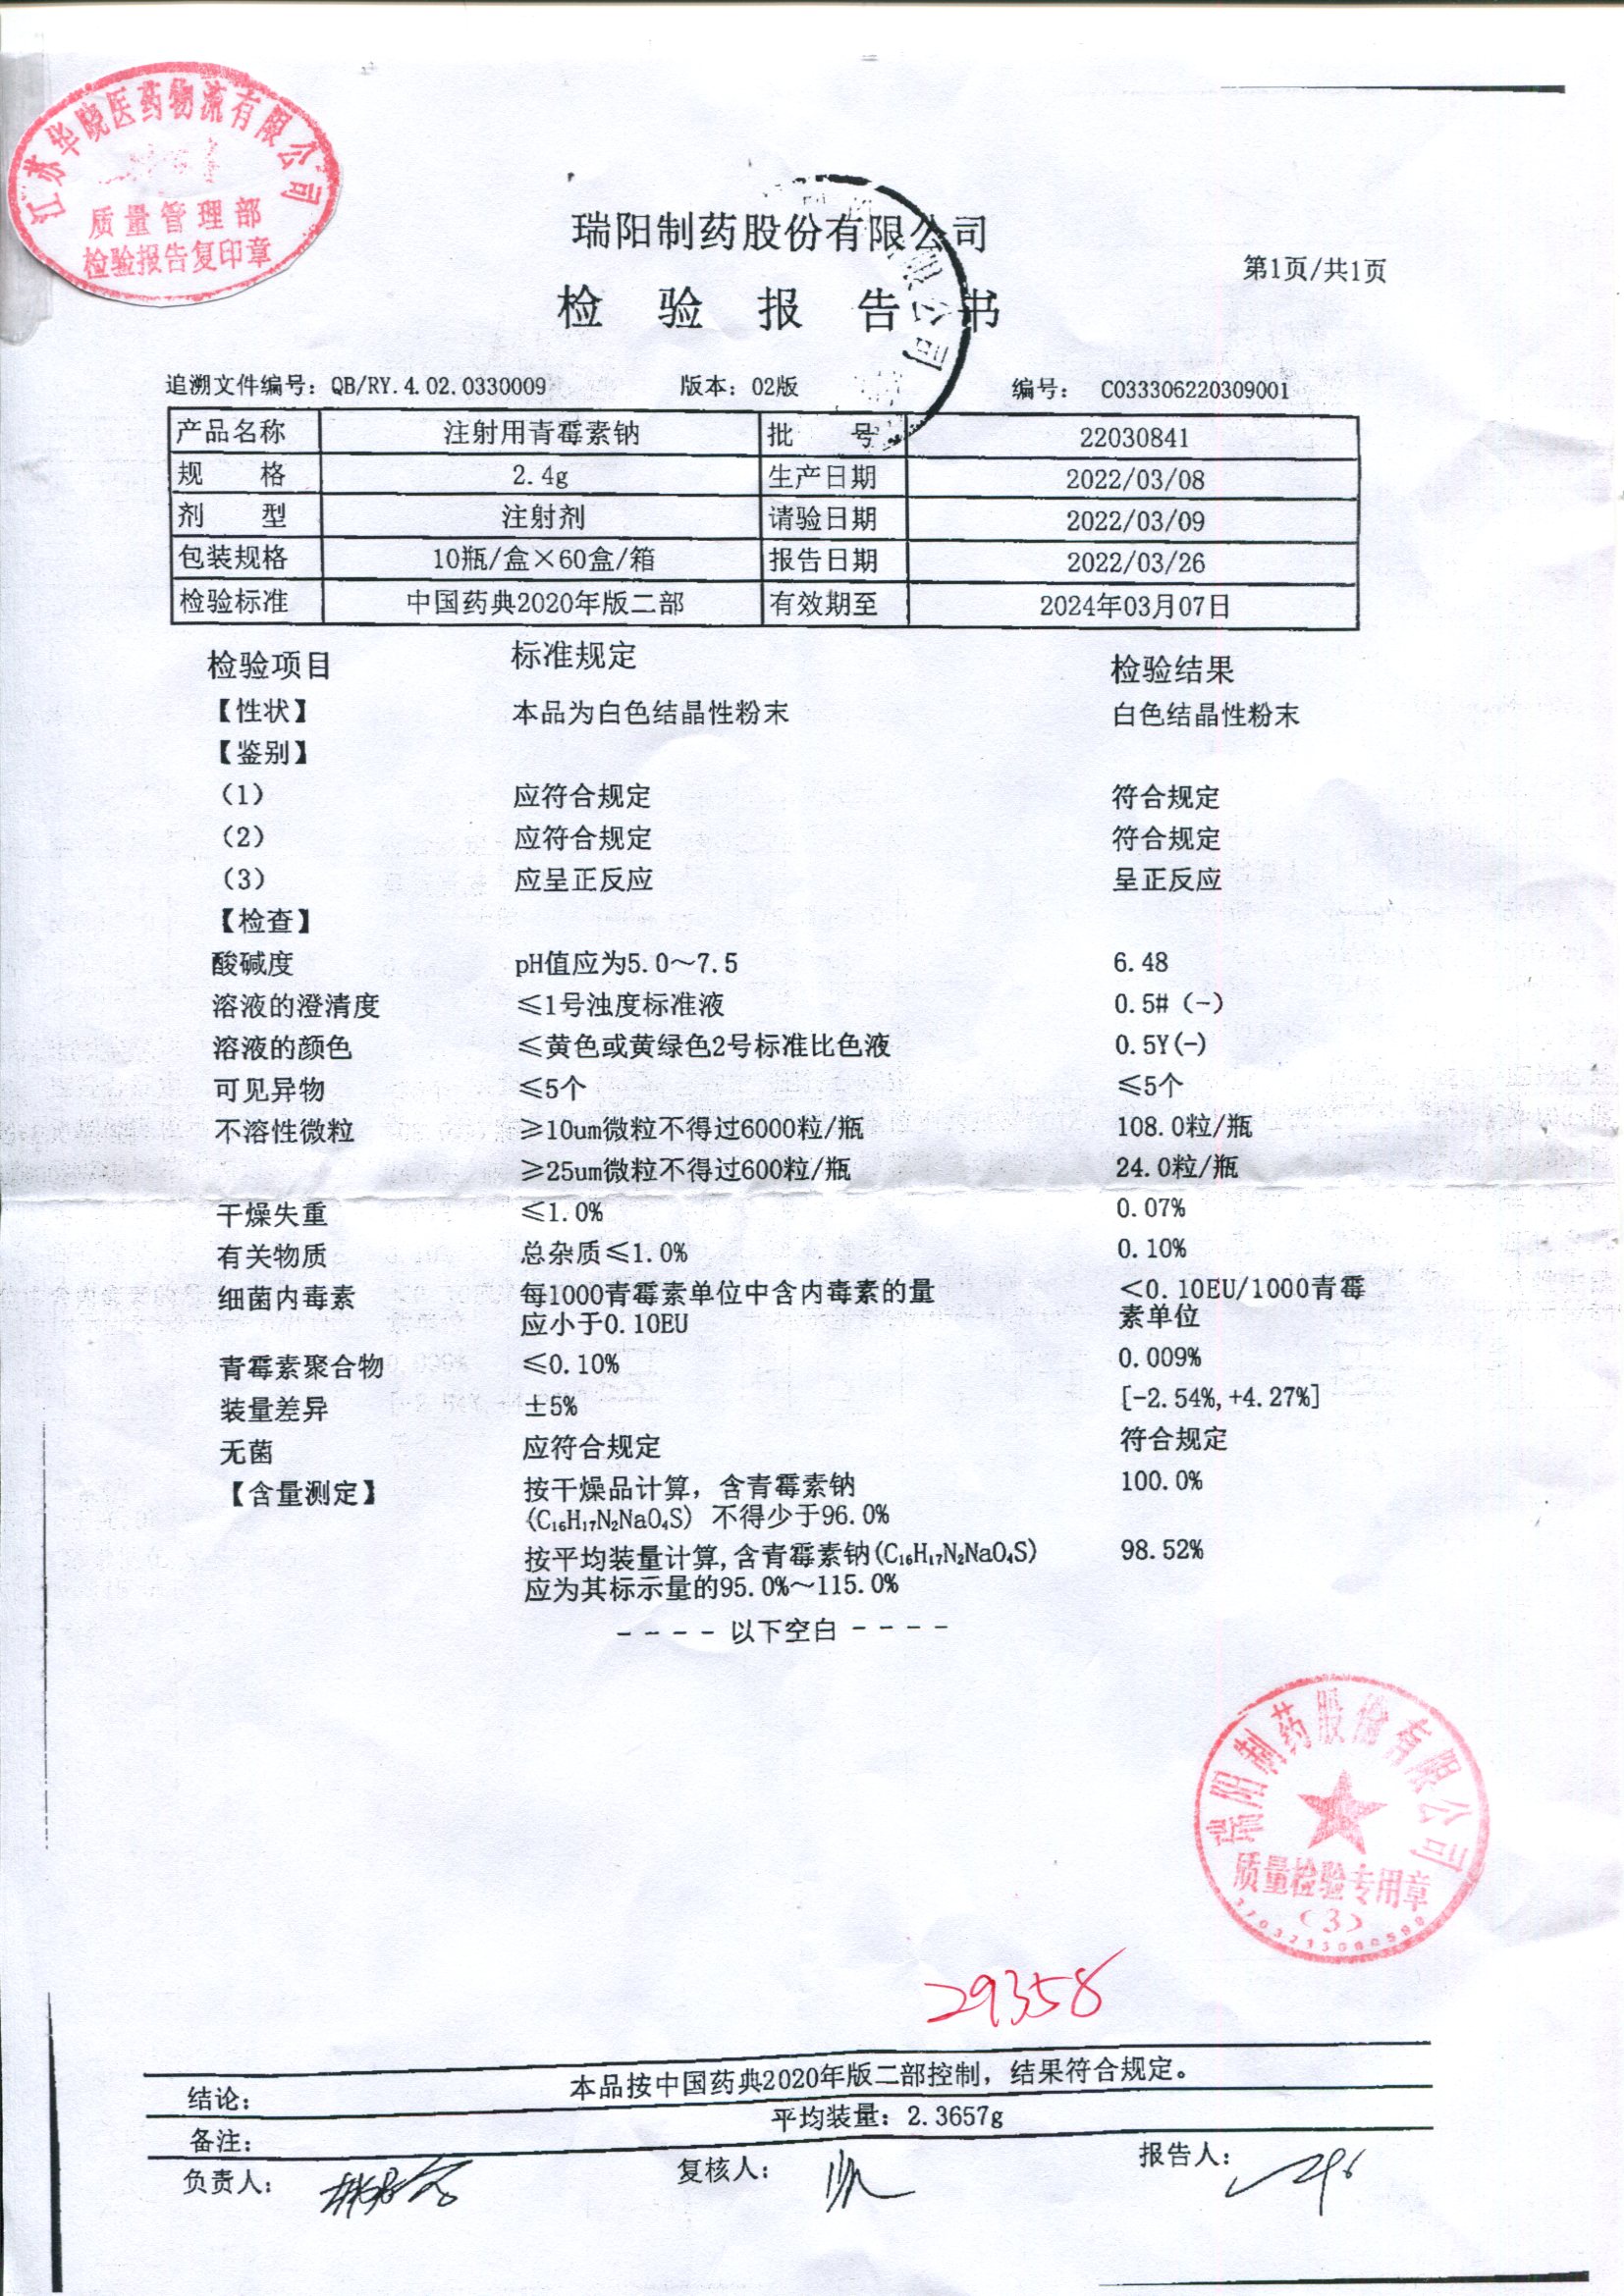 江苏华晓医药物流有限公司
质量管理部
检验报告复印章
瑞阳制药股份有限公司
第1页/共1页
检 验 报 告 书
追溯文件编号：QB/RY.4.02.0330009 版本：02版 编号： C033306220309001
产品名称 注射用青霉素钠 批 号 22030841
规 格 2.4g 生产日期 2022/03/08
剂 型 注射剂 请验日期 2022/03/09
包装规格 10瓶/盒×60盒/箱 报告日期 2022/03/26
检验标准 中国药典2020年版二部 有效期至 2024年03月07日
检验项目 标准规定 检验结果
【性状】 本品为白色结晶性粉末 白色结晶性粉末
【鉴别】
（1） 应符合规定 符合规定
（2） 应符合规定 符合规定
（3） 应呈正反应 呈正反应
【检查】
酸碱度 pH值应为5.0～7.5 6.48
溶液的澄清度 ≤1号浊度标准液 0.5#（-）
溶液的颜色 ≤黄色或黄绿色2号标准比色液 0.5Y(-)
可见异物 ≤5个 ≤5个
不溶性微粒 ≥10um微粒不得过6000粒/瓶 108.0粒/瓶
≥25um微粒不得过600粒/瓶 24.0粒/瓶
干燥失重 ≤1.0% 0.07%
有关物质 总杂质≤1.0% 0.10%
细菌内毒素 每1000青霉素单位中含内毒素的量 <0.10EU/1000青霉
应小于0.10EU 素单位
青霉素聚合物 ≤0.10% 0.009%
装量差异 ±5% [-2.54%,+4.27%]
无菌 应符合规定 符合规定
【含量测定】 按干燥品计算，含青霉素钠 100.0%
(C₁₆H₁₇N₂NaO₄S) 不得少于96.0%
按平均装量计算,含青霉素钠(C₁₆H₁₇N₂NaO₄S) 98.52%
应为其标示量的95.0%～115.0%
---- 以下空白 ----
瑞阳制药股份有限公司
质量检验专用章
(3)
29358
结论： 本品按中国药典2020年版二部控制，结果符合规定。
备注： 平均装量：2.3657g
负责人： 复核人： 报告人：